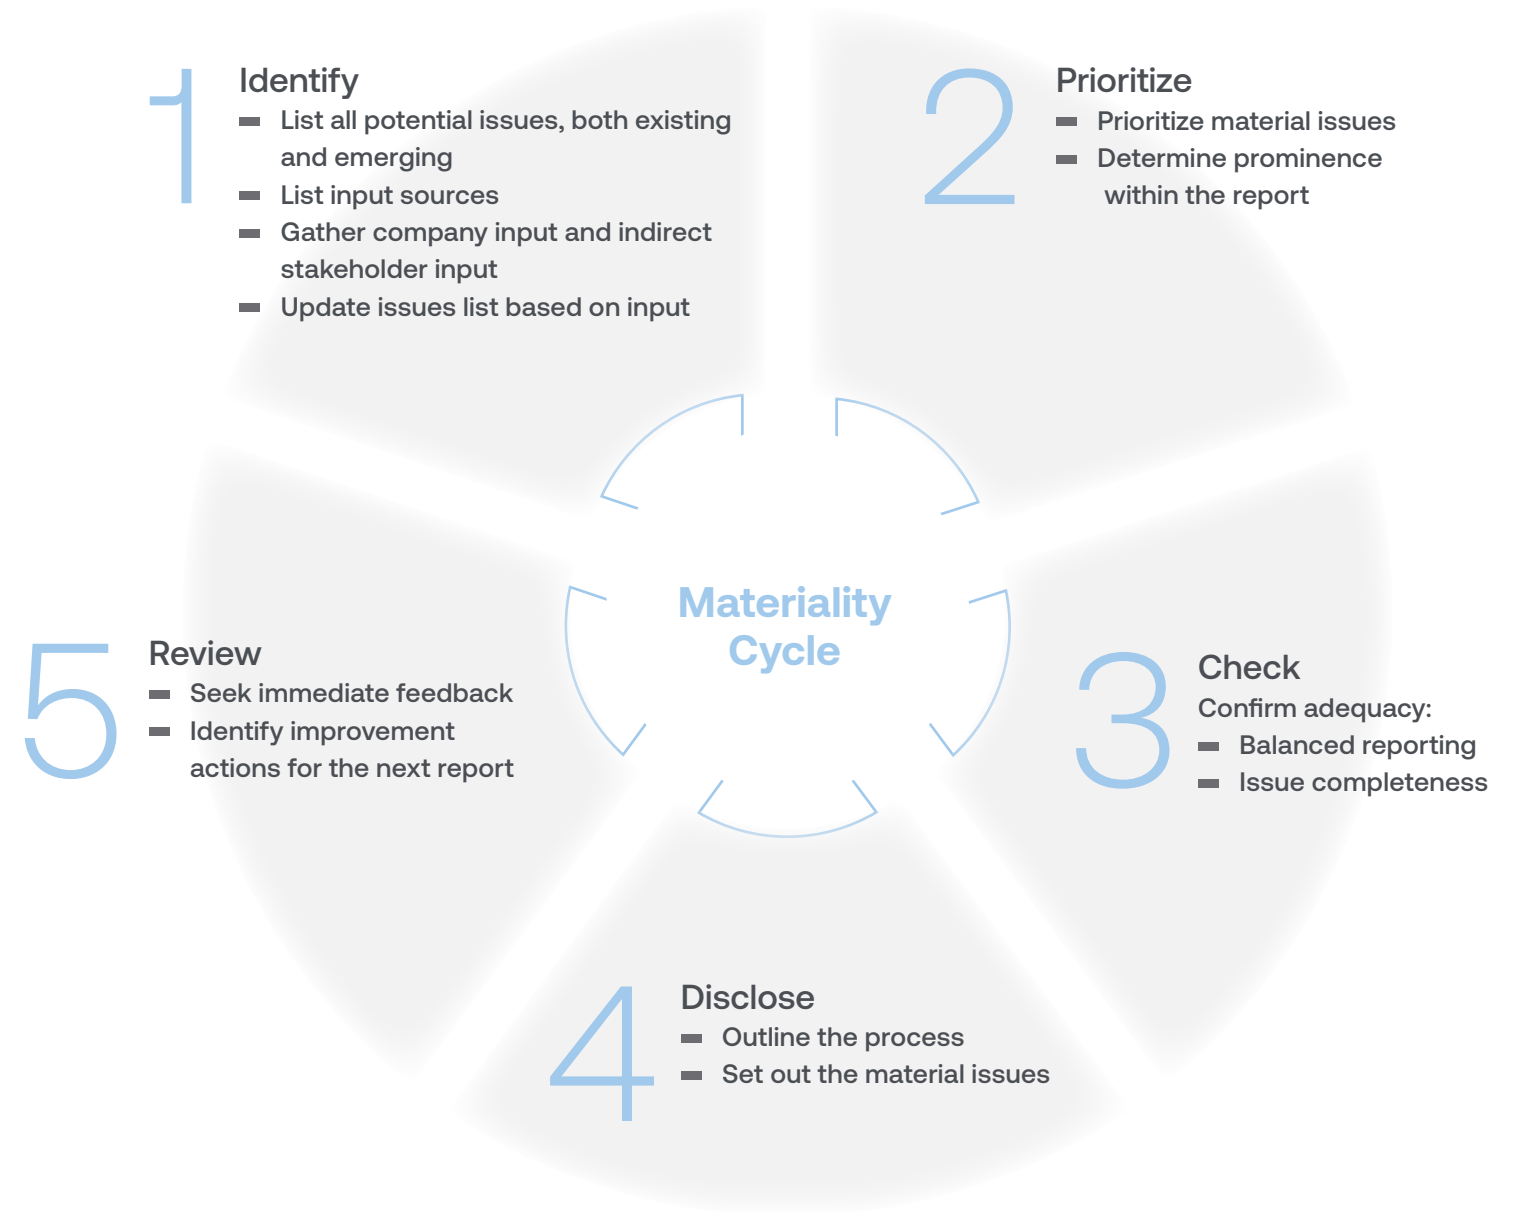 1
Identify
List all potential issues, both existing
and emerging
List input sources
Gather company input and indirect
stakeholder input
Update issues list based on input
2
Prioritize
Prioritize material issues
Determine prominence
within the report
Materiality
Cycle
3
Check
Confirm adequacy:
Balanced reporting
Issue completeness
4
Disclose
Outline the process
Set out the material issues
5
Review
Seek immediate feedback
Identify improvement
actions for the next report